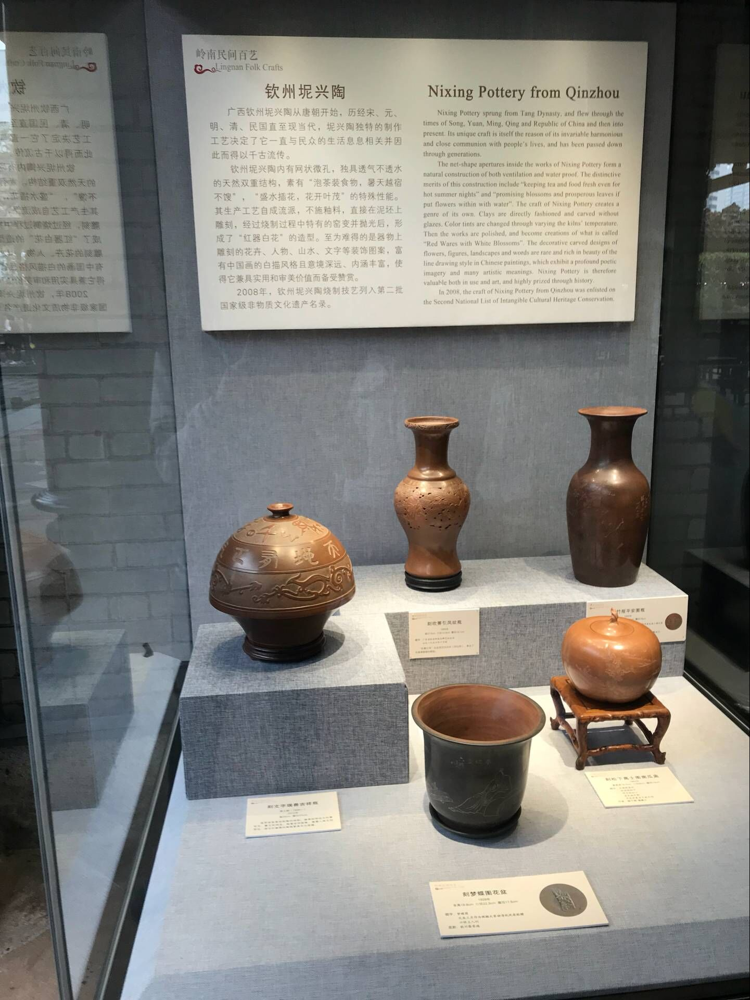 岭南民间百艺
Lingnan Folk Crafts
钦州坭兴陶
广西钦州坭兴陶从唐朝开始，历经宋、元、
明、清、民国直至现当代，坭兴陶独特的制作
工艺决定了它一直与民众的生活息息相关并因
此而得以千古流传。
钦州坭兴陶内有网状微孔，独具透气不透水
的天然双重结构，素有“泡茶装食物，暑天越宿
不馊”，“盛水插花，花开叶茂”的特殊性能。
其生产工艺自成流派，不施釉料，直接在泥坯上
雕刻，经过烧制过程中特有的窑变并抛光后，形
成了“红器白花”的造型。至为难得的是器物上
雕刻的花卉、人物、山水、文字等装饰图案，富
有中国画的白描风格且意境深远、内涵丰富，使
得它兼具实用和审美价值而备受赞赏。
2008年，钦州坭兴陶烧制技艺列入第二批
国家级非物质文化遗产名录。
Nixing Pottery from Qinzhou
Nixing Pottery sprung from Tang Dynasty, and flew through the
times of Song, Yuan, Ming, Qing and Republic of China and then into
present. Its unique craft is itself the reason of its invariable harmonious
and close communion with people's lives, and has been passed down
through generations.
The net-shape apertures inside the works of Nixing Pottery form a
natural construction of both ventilation and water proof. The distinctive
merits of this construction include “keeping tea and food fresh even for
hot summer nights” and “promising blossoms and prosperous leaves if
put flowers within with water”. The craft of Nixing Pottery creates a
genre of its own. Clays are directly fashioned and carved without
glazes. Color tints are changed through varying the kilns' temperature.
Then the works are polished, and become creations of what is called
“Red Wares with White Blossoms”. The decorative carved designs of
flowers, figures, landscapes and words are rare and rich in beauty of the
line drawing style in Chinese paintings, which exhibit a profound poetic
imagery and many artistic meanings. Nixing Pottery is therefore
valuable both in use and art, and highly prized through history.
In 2008, the craft of Nixing Pottery from Qinzhou was enlisted on
the Second National List of Intangible Cultural Heritage Conservation.
刻吹箫引凤纹瓶
竹报平安图瓶
刻松下高士图南瓜盅
刻文字瑞兽吉祥瓶
刻梦蝶图花盆